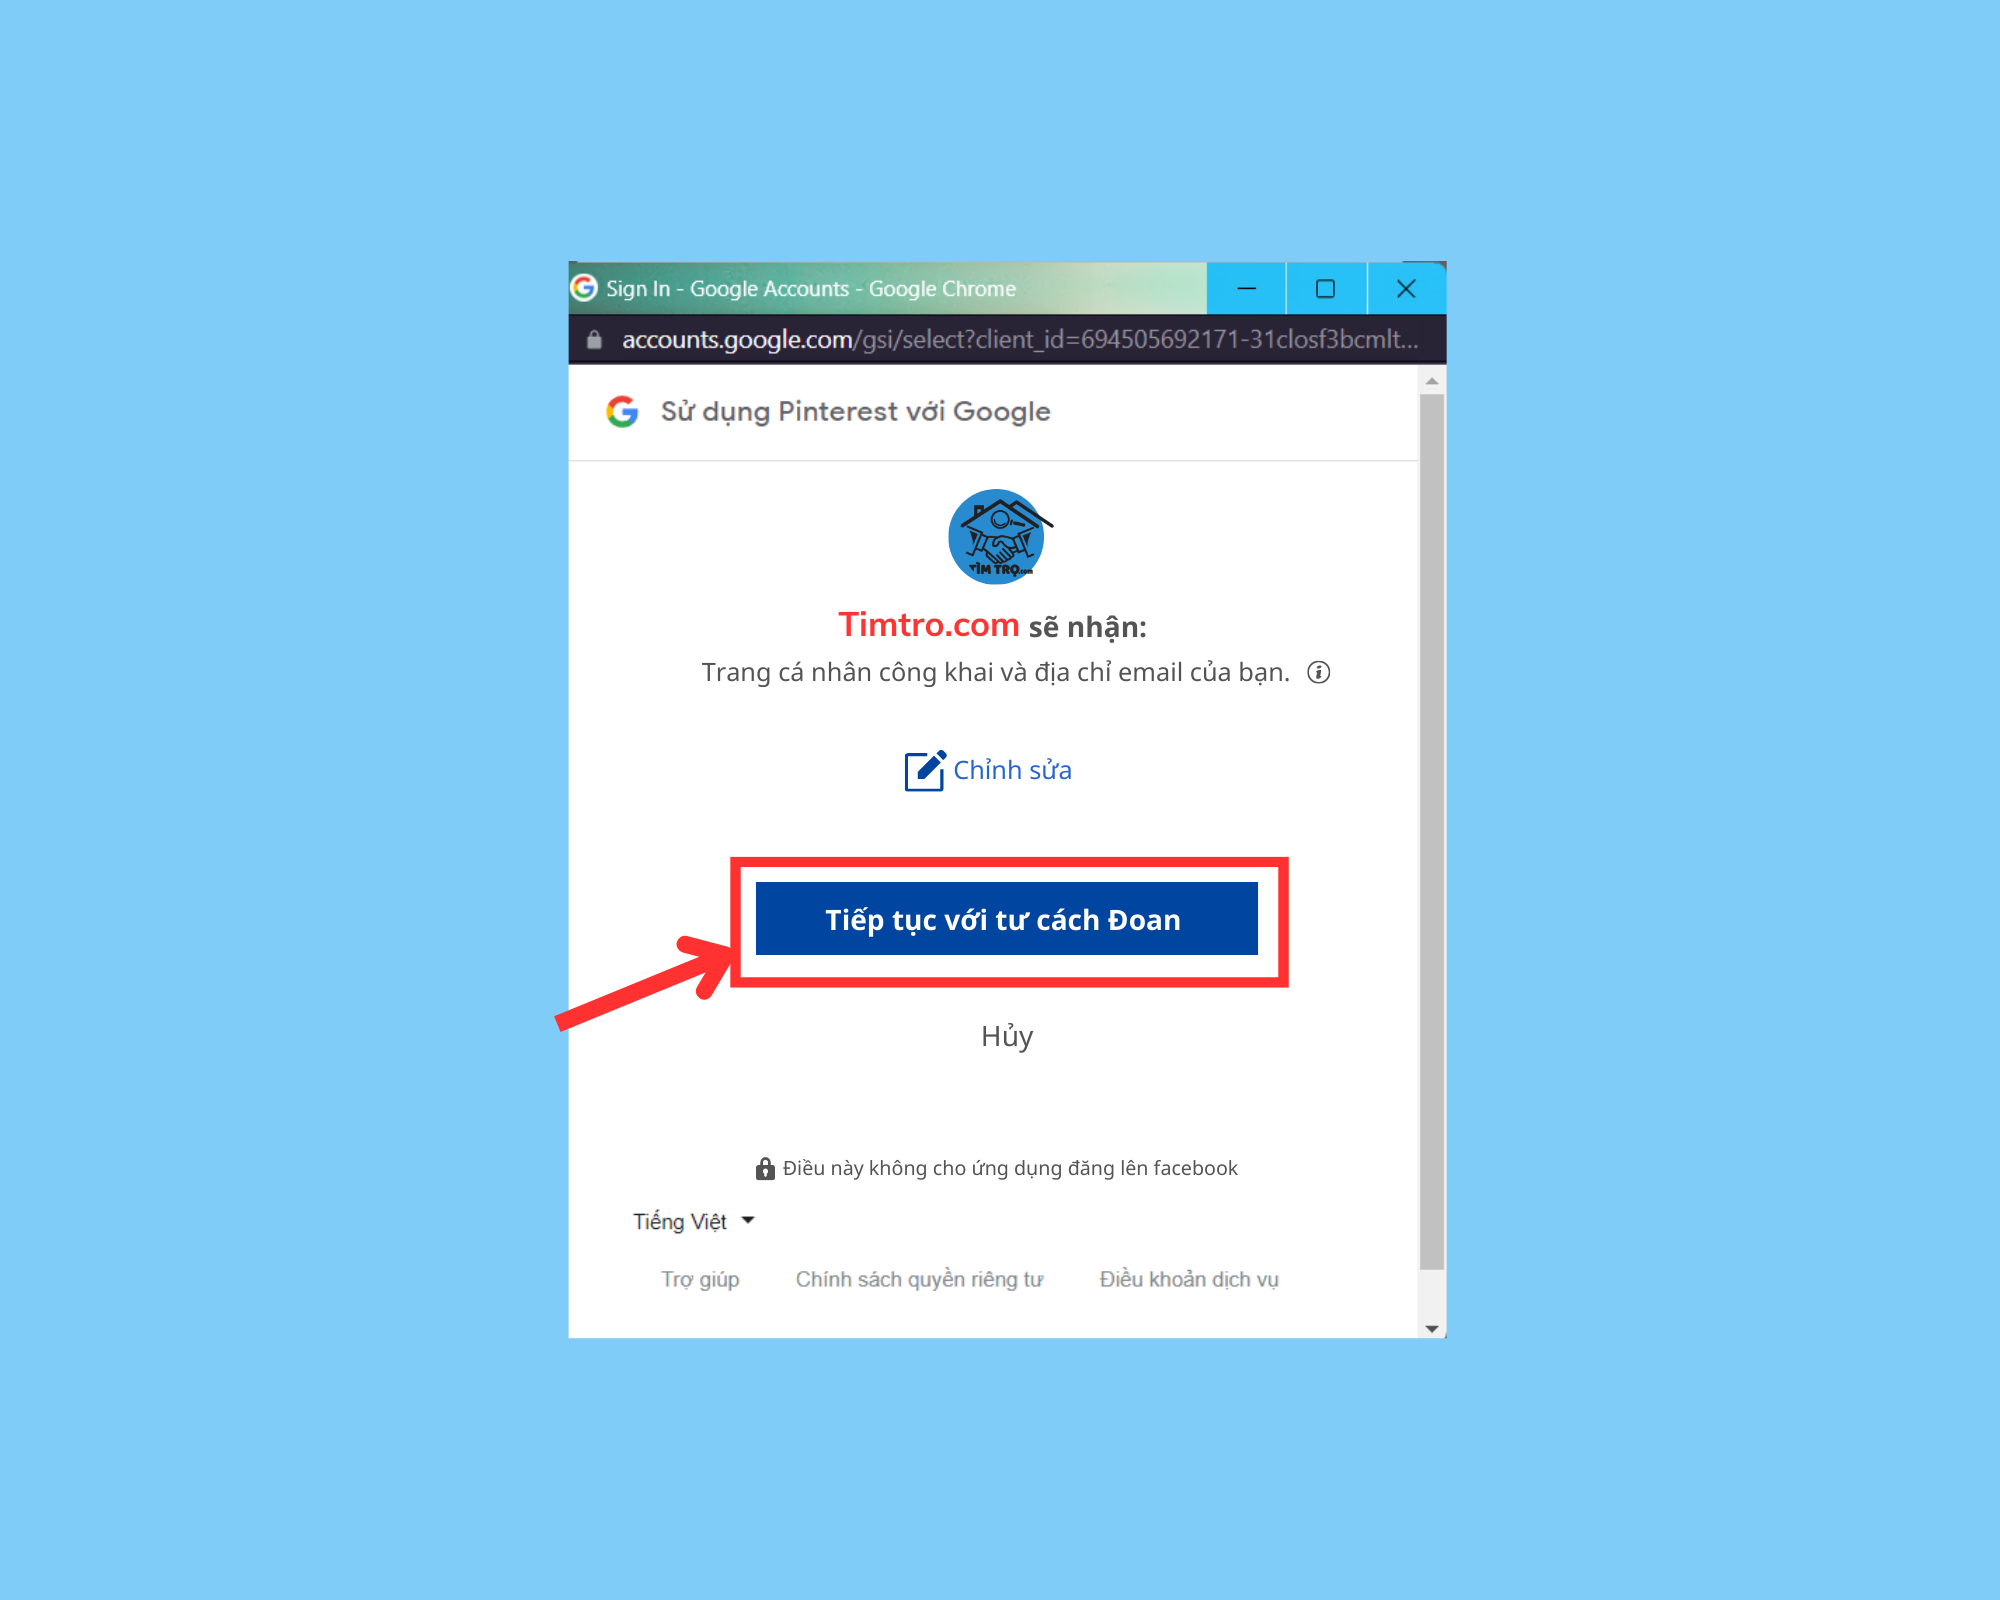 Sign In - Google Accounts - Google Chrome
accounts.google.com/gsi/select?client_id=694505692171-31closf3bcmlt...
Sử dụng Pinterest với Google
TÌM TRỌ.com
Timtro.com sẽ nhận:
Trang cá nhân công khai và địa chỉ email của bạn.
Chỉnh sửa
Tiếp tục với tư cách Đoan
Hủy
Điều này không cho ứng dụng đăng lên facebook
Tiếng Việt
Trợ giúp Chính sách quyền riêng tư Điều khoản dịch vụ